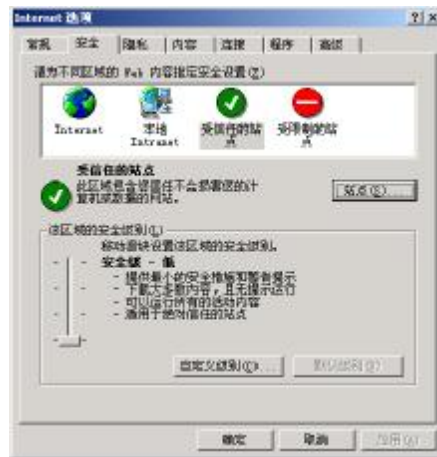 Internet 选项
常规 安全 隐私 内容 连接 程序 高级
请为不同区域的 Web 内容指定安全设置(Z)
Internet
本地 Intranet
受信任的站点
受限制的站点
受信任的站点
此区域包含您信任不会损害您的计
算机或数据的网站。
站点(S)...
该区域的安全级别(L)
移动滑块设置该区域的安全级别。
安全级 - 低
- 提供最小的安全措施和警告提示
- 下载大多数内容，且无提示运行
- 可以运行所有的活动内容
- 适用于绝对信任的站点
自定义级别(C)...
默认级别(D)
确定
取消
应用(A)